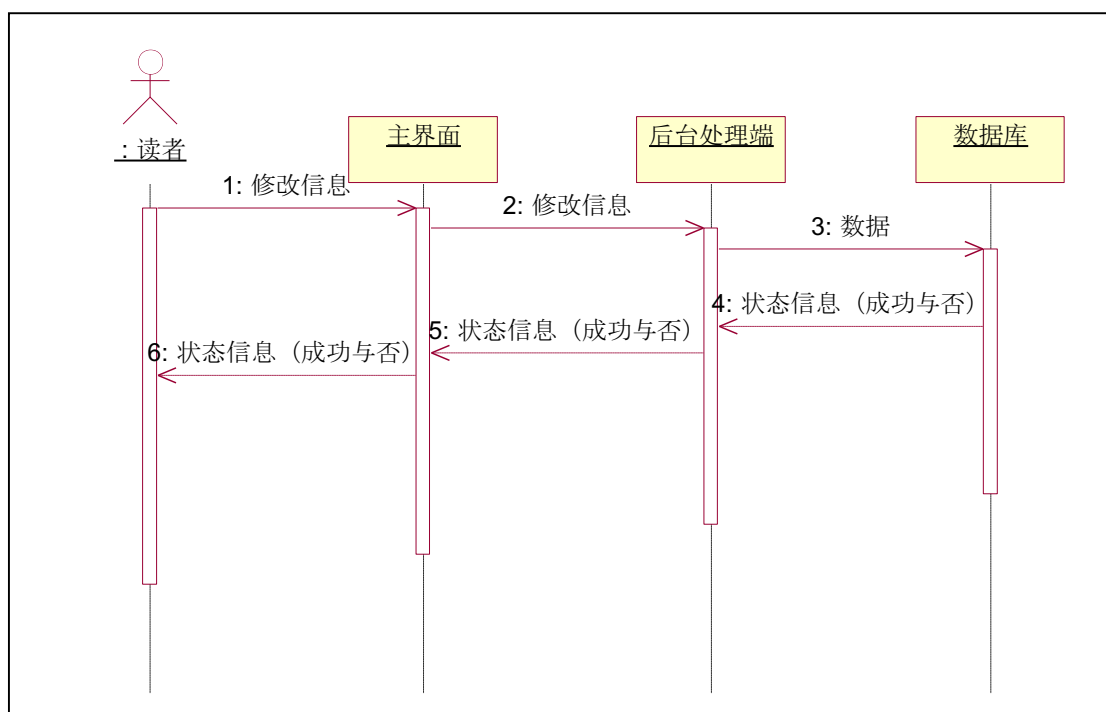 : 读者
主界面
后台处理端
数据库
1: 修改信息
2: 修改信息
3: 数据
4: 状态信息（成功与否）
5: 状态信息（成功与否）
6: 状态信息（成功与否）